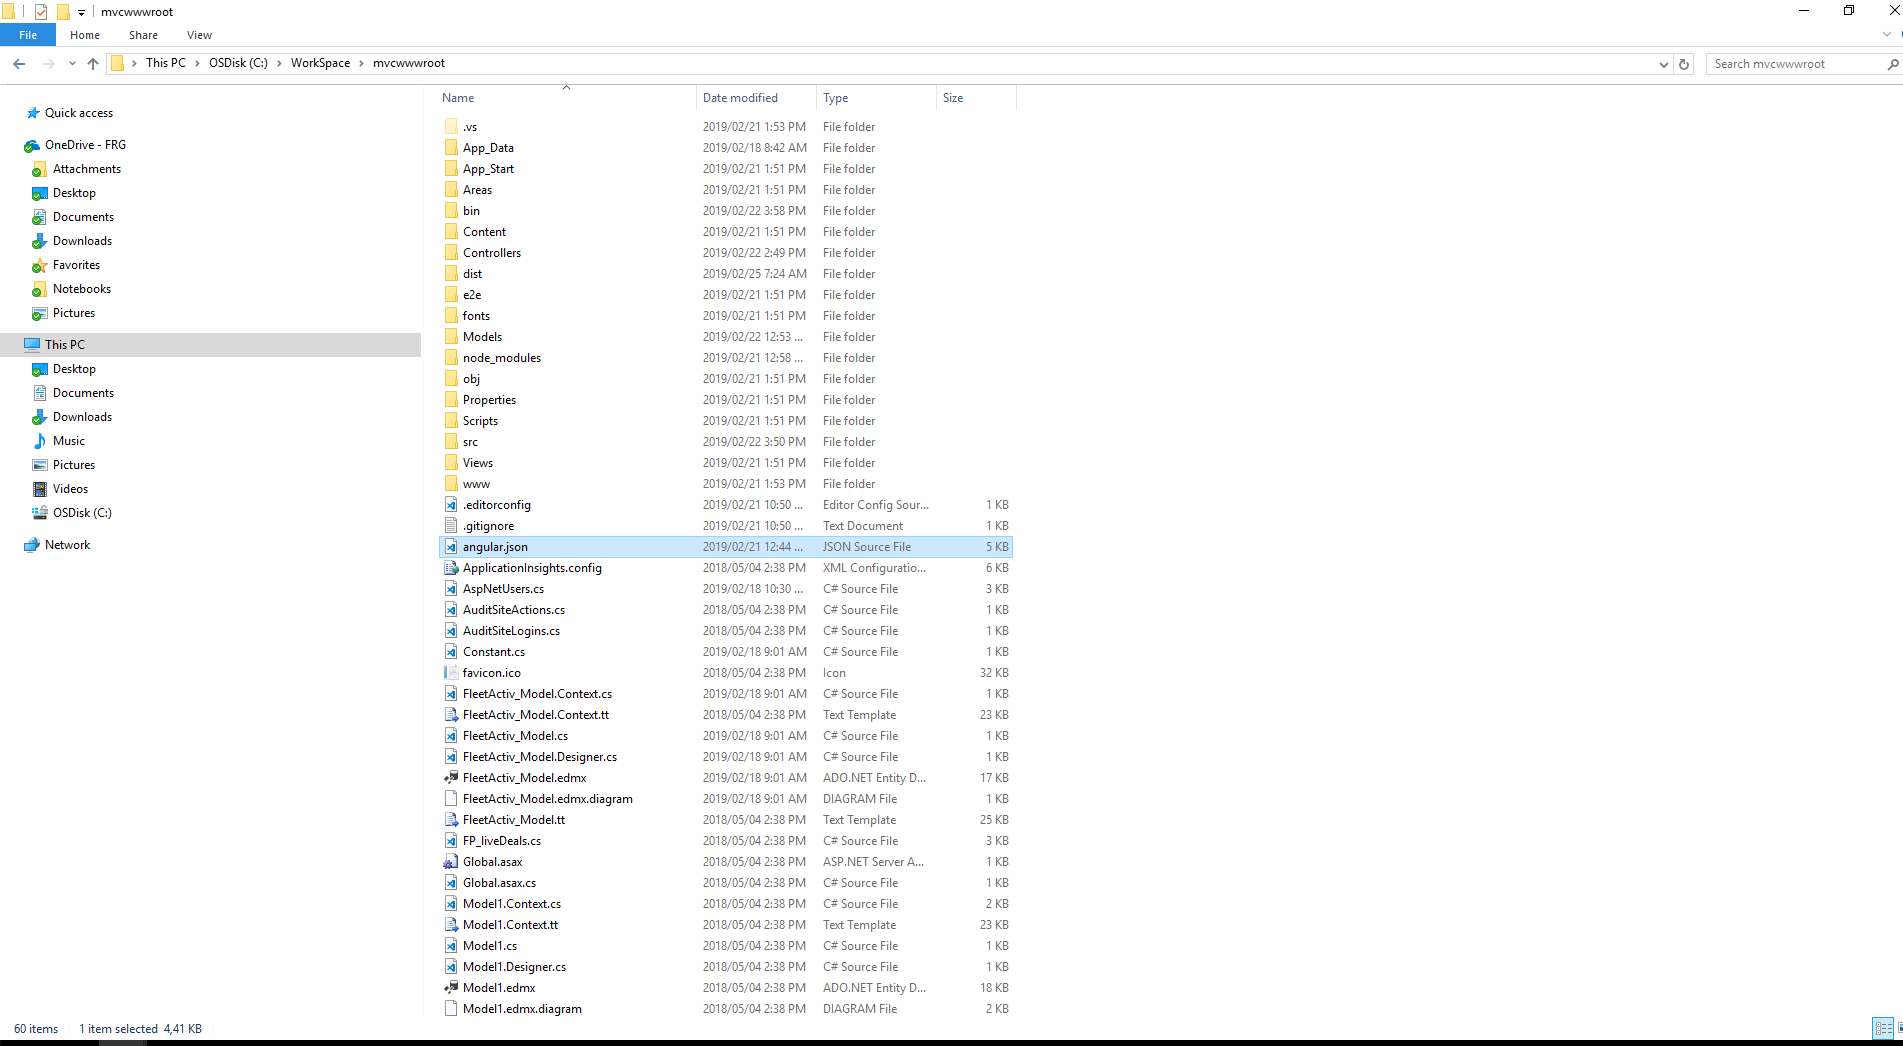 mvcwwwroot
File Home Share View
This PC OSDisk (C:) WorkSpace mvcwwwroot Search mvcwwwroot
Quick access
OneDrive - FRG
Attachments
Desktop
Documents
Downloads
Favorites
Notebooks
Pictures
This PC
Desktop
Documents
Downloads
Music
Pictures
Videos
OSDisk (C:)
Network
Name Date modified Type Size
.vs 2019/02/21 1:53 PM File folder
App_Data 2019/02/18 8:42 AM File folder
App_Start 2019/02/21 1:51 PM File folder
Areas 2019/02/21 1:51 PM File folder
bin 2019/02/22 3:58 PM File folder
Content 2019/02/21 1:51 PM File folder
Controllers 2019/02/22 2:49 PM File folder
dist 2019/02/25 7:24 AM File folder
e2e 2019/02/21 1:51 PM File folder
fonts 2019/02/21 1:51 PM File folder
Models 2019/02/22 12:53 ... File folder
node_modules 2019/02/21 12:58 ... File folder
obj 2019/02/21 1:51 PM File folder
Properties 2019/02/21 1:51 PM File folder
Scripts 2019/02/21 1:51 PM File folder
src 2019/02/22 3:50 PM File folder
Views 2019/02/21 1:51 PM File folder
www 2019/02/21 1:53 PM File folder
.editorconfig 2019/02/21 10:50 ... Editor Config Sour... 1 KB
.gitignore 2019/02/21 10:50 ... Text Document 1 KB
angular.json 2019/02/21 12:44 ... JSON Source File 5 KB
ApplicationInsights.config 2018/05/04 2:38 PM XML Configuratio... 6 KB
AspNetUsers.cs 2019/02/18 10:30 ... C# Source File 3 KB
AuditSiteActions.cs 2018/05/04 2:38 PM C# Source File 1 KB
AuditSiteLogins.cs 2018/05/04 2:38 PM C# Source File 1 KB
Constant.cs 2019/02/18 9:01 AM C# Source File 1 KB
favicon.ico 2018/05/04 2:38 PM Icon 32 KB
FleetActiv_Model.Context.cs 2019/02/18 9:01 AM C# Source File 1 KB
FleetActiv_Model.Context.tt 2018/05/04 2:38 PM Text Template 23 KB
FleetActiv_Model.cs 2019/02/18 9:01 AM C# Source File 1 KB
FleetActiv_Model.Designer.cs 2019/02/18 9:01 AM C# Source File 1 KB
FleetActiv_Model.edmx 2019/02/18 9:01 AM ADO.NET Entity D... 17 KB
FleetActiv_Model.edmx.diagram 2019/02/18 9:01 AM DIAGRAM File 1 KB
FleetActiv_Model.tt 2018/05/04 2:38 PM Text Template 25 KB
FP_liveDeals.cs 2018/05/04 2:38 PM C# Source File 3 KB
Global.asax 2018/05/04 2:38 PM ASP.NET Server A... 1 KB
Global.asax.cs 2018/05/04 2:38 PM C# Source File 1 KB
Model1.Context.cs 2018/05/04 2:38 PM C# Source File 2 KB
Model1.Context.tt 2018/05/04 2:38 PM Text Template 23 KB
Model1.cs 2018/05/04 2:38 PM C# Source File 1 KB
Model1.Designer.cs 2018/05/04 2:38 PM C# Source File 1 KB
Model1.edmx 2018/05/04 2:38 PM ADO.NET Entity D... 18 KB
Model1.edmx.diagram 2018/05/04 2:38 PM DIAGRAM File 2 KB
60 items 1 item selected 4,41 KB